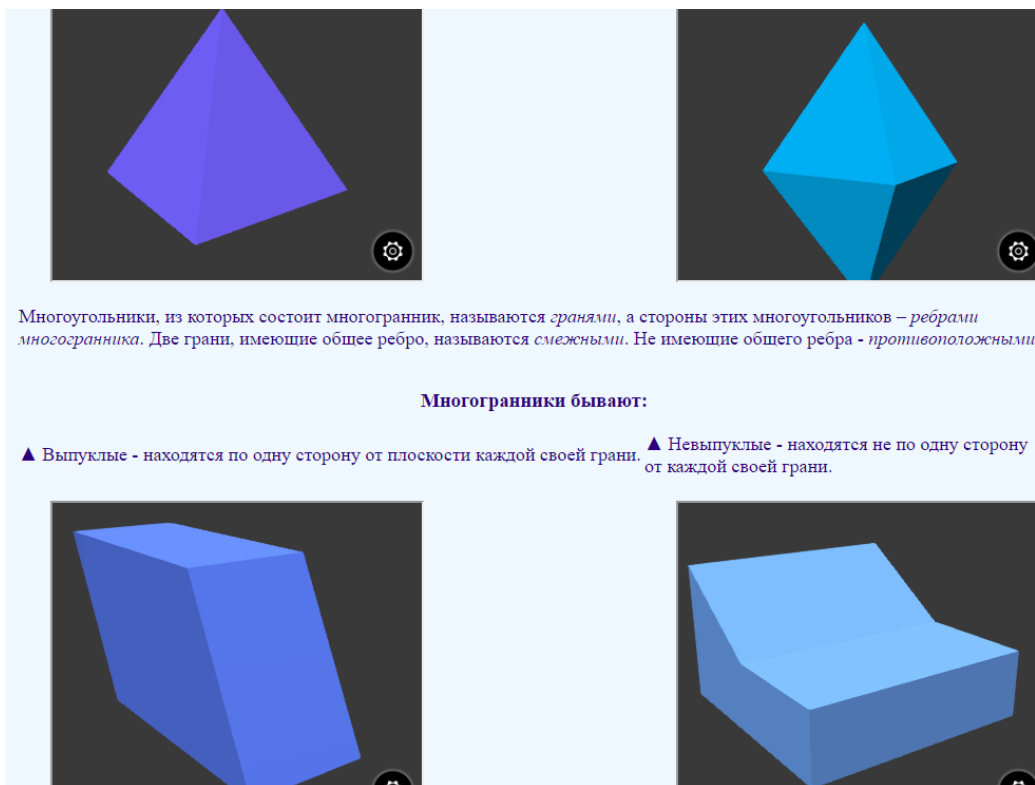 Многоугольники, из которых состоит многогранник, называются гранями, а стороны этих многоугольников – ребрами
многогранника. Две грани, имеющие общее ребро, называются смежными. Не имеющие общего ребра - противоположными
Многогранники бывают:
▲ Выпуклые - находятся по одну сторону от плоскости каждой своей грани.
▲ Невыпуклые - находятся не по одну сторону
от каждой своей грани.